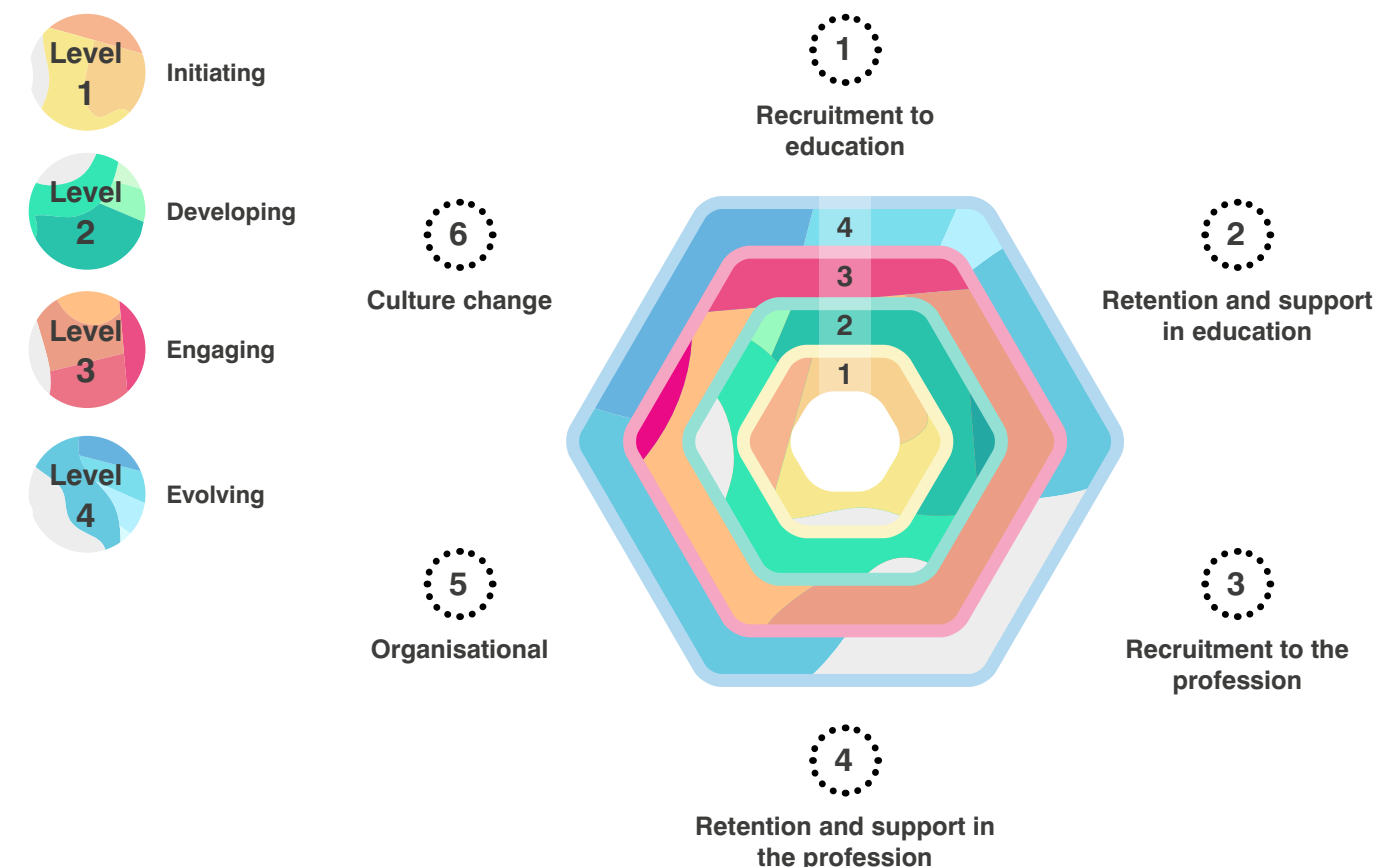 Level
1
Initiating
Level
2
Developing
Level
3
Engaging
Level
4
Evolving
1
Recruitment to
education
2
Retention and support
in education
3
Recruitment to the
profession
4
Retention and support in
the profession
5
Organisational
6
Culture change
4
3
2
1